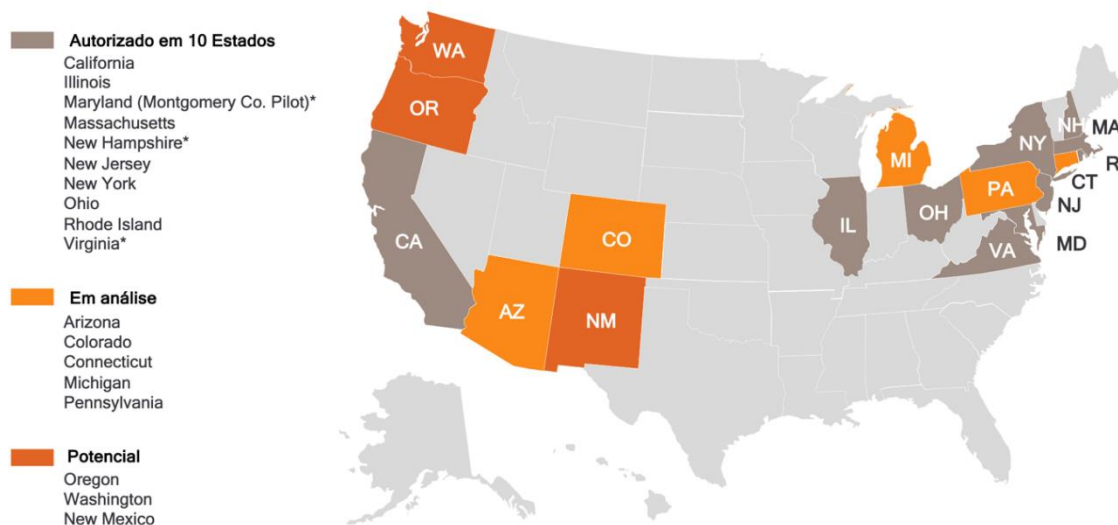 Autorizado em 10 Estados
California
Illinois
Maryland (Montgomery Co. Pilot)*
Massachusetts
New Hampshire*
New Jersey
New York
Ohio
Rhode Island
Virginia*
Em análise
Arizona
Colorado
Connecticut
Michigan
Pennsylvania
Potencial
Oregon
Washington
New Mexico
WA
OR
CA
AZ
NM
CO
IL
MI
OH
PA
NY
VA
NH
MA
R
CT
NJ
MD